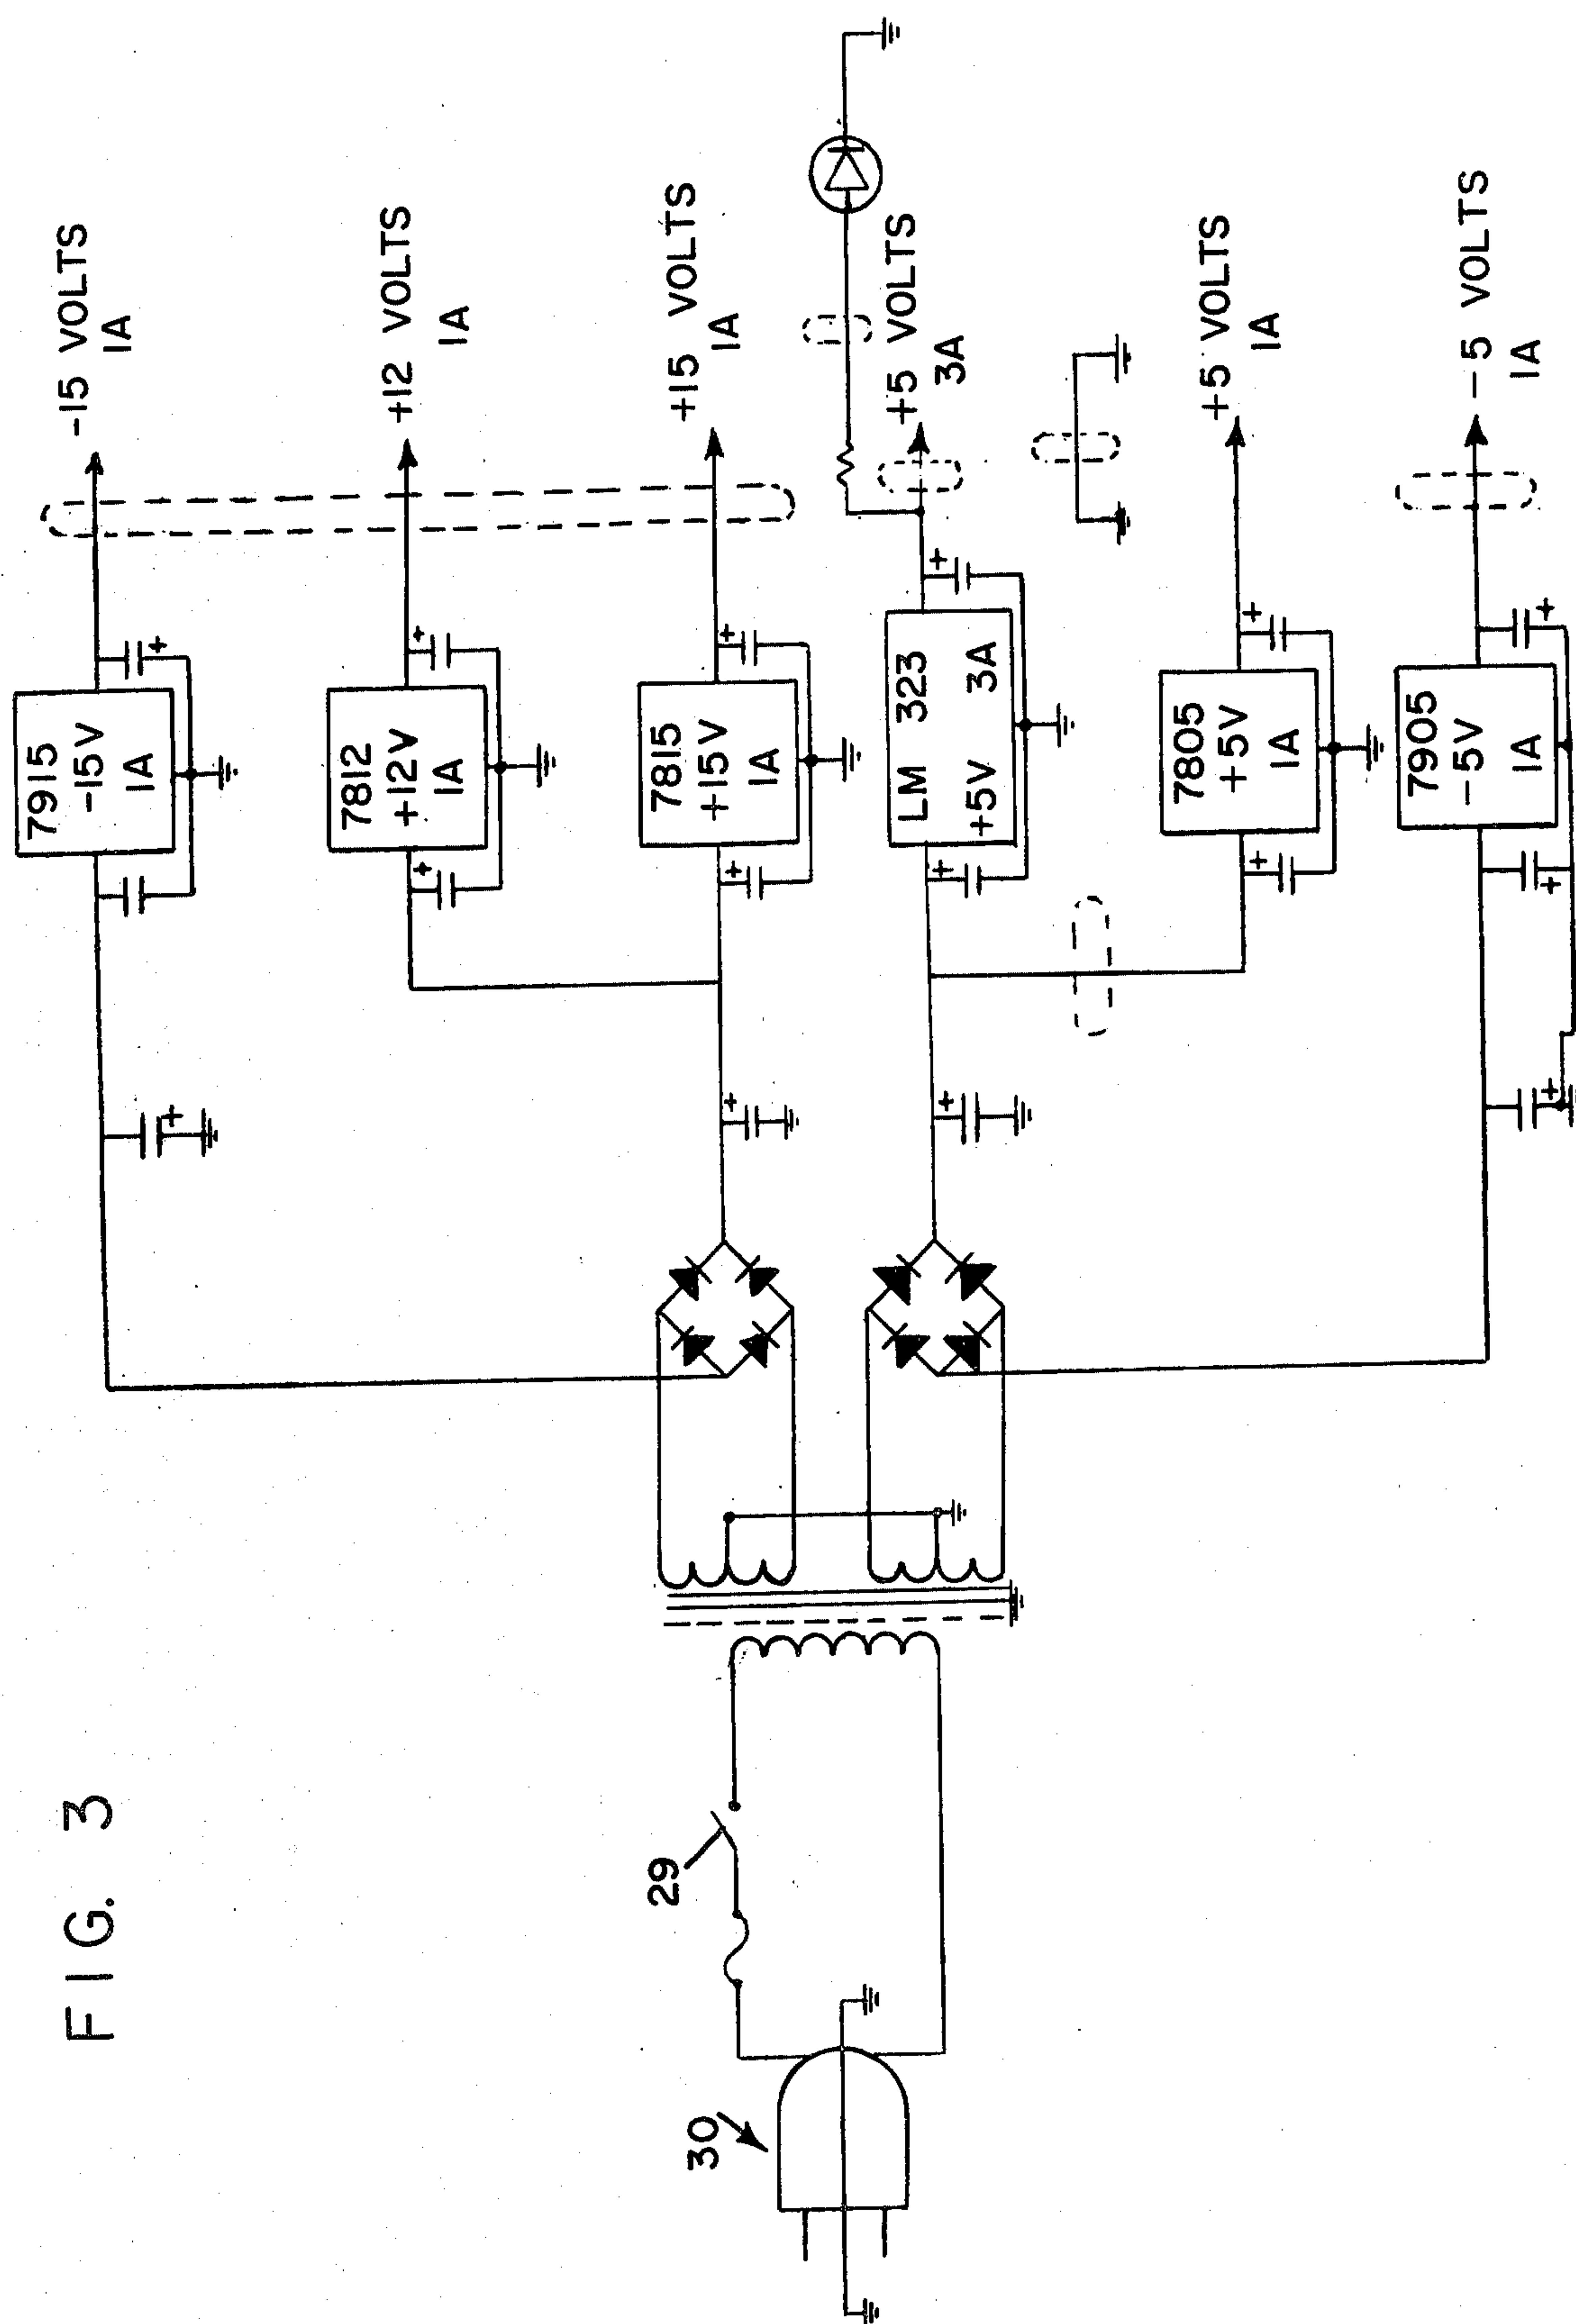 FIG. 3
30
29
7915
-15V
1A
-15 VOLTS
1A
7812
+12V
1A
+12 VOLTS
1A
7815
+15V
1A
+15 VOLTS
1A
LM 323
+5V 3A
+5 VOLTS
3A
7805
+5V
1A
+5 VOLTS
1A
7905
-5V
1A
-5 VOLTS
1A